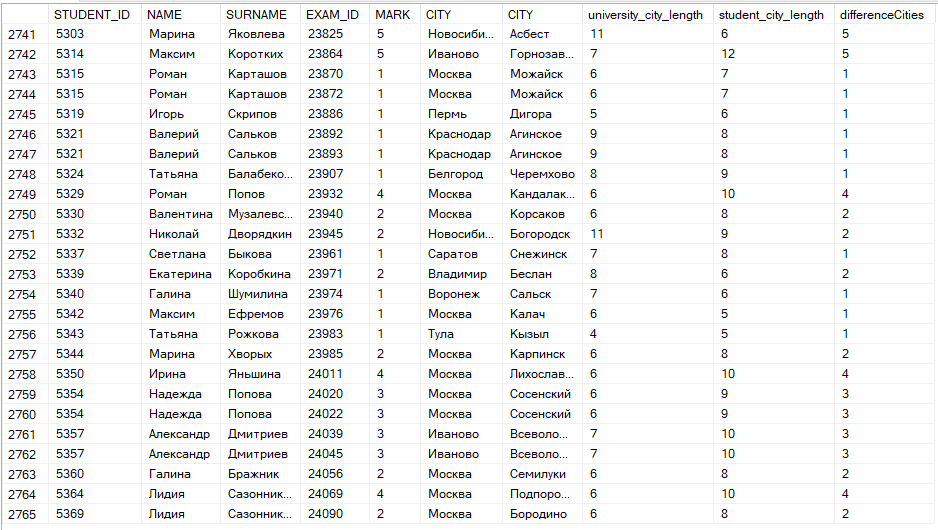 STUDENT_ID NAME SURNAME EXAM_ID MARK CITY CITY university_city_length student_city_length differenceCities
2741 5303 Марина Яковлева 23825 5 Новосиби... Асбест 11 6 5
2742 5314 Максим Коротких 23864 5 Иваново Горнозав... 7 12 5
2743 5315 Роман Карташов 23870 1 Москва Можайск 6 7 1
2744 5315 Роман Карташов 23872 1 Москва Можайск 6 7 1
2745 5319 Игорь Скрипов 23886 1 Пермь Дигора 5 6 1
2746 5321 Валерий Сальков 23892 1 Краснодар Агинское 9 8 1
2747 5321 Валерий Сальков 23893 1 Краснодар Агинское 9 8 1
2748 5324 Татьяна Балабеко... 23907 1 Белгород Черемхово 8 9 1
2749 5329 Роман Попов 23932 4 Москва Кандалак... 6 10 4
2750 5330 Валентина Музалевс... 23940 2 Москва Корсаков 6 8 2
2751 5332 Николай Дворядкин 23945 2 Новосиби... Богородск 11 9 2
2752 5337 Светлана Быкова 23961 1 Саратов Снежинск 7 8 1
2753 5339 Екатерина Коробкина 23971 2 Владимир Беслан 8 6 2
2754 5340 Галина Шумилина 23974 1 Воронеж Сальск 7 6 1
2755 5342 Максим Ефремов 23976 1 Москва Калач 6 5 1
2756 5343 Татьяна Рожкова 23983 1 Тула Кызыл 4 5 1
2757 5344 Марина Хворых 23985 2 Москва Карпинск 6 8 2
2758 5350 Ирина Яньшина 24011 4 Москва Лихослав... 6 10 4
2759 5354 Надежда Попова 24020 3 Москва Сосенский 6 9 3
2760 5354 Надежда Попова 24022 3 Москва Сосенский 6 9 3
2761 5357 Александр Дмитриев 24039 3 Иваново Всеволо... 7 10 3
2762 5357 Александр Дмитриев 24045 3 Иваново Всеволо... 7 10 3
2763 5360 Галина Бражник 24056 2 Москва Семилуки 6 8 2
2764 5364 Лидия Сазонник... 24069 4 Москва Подпоро... 6 10 4
2765 5369 Лидия Сазонник... 24090 2 Москва Бородино 6 8 2